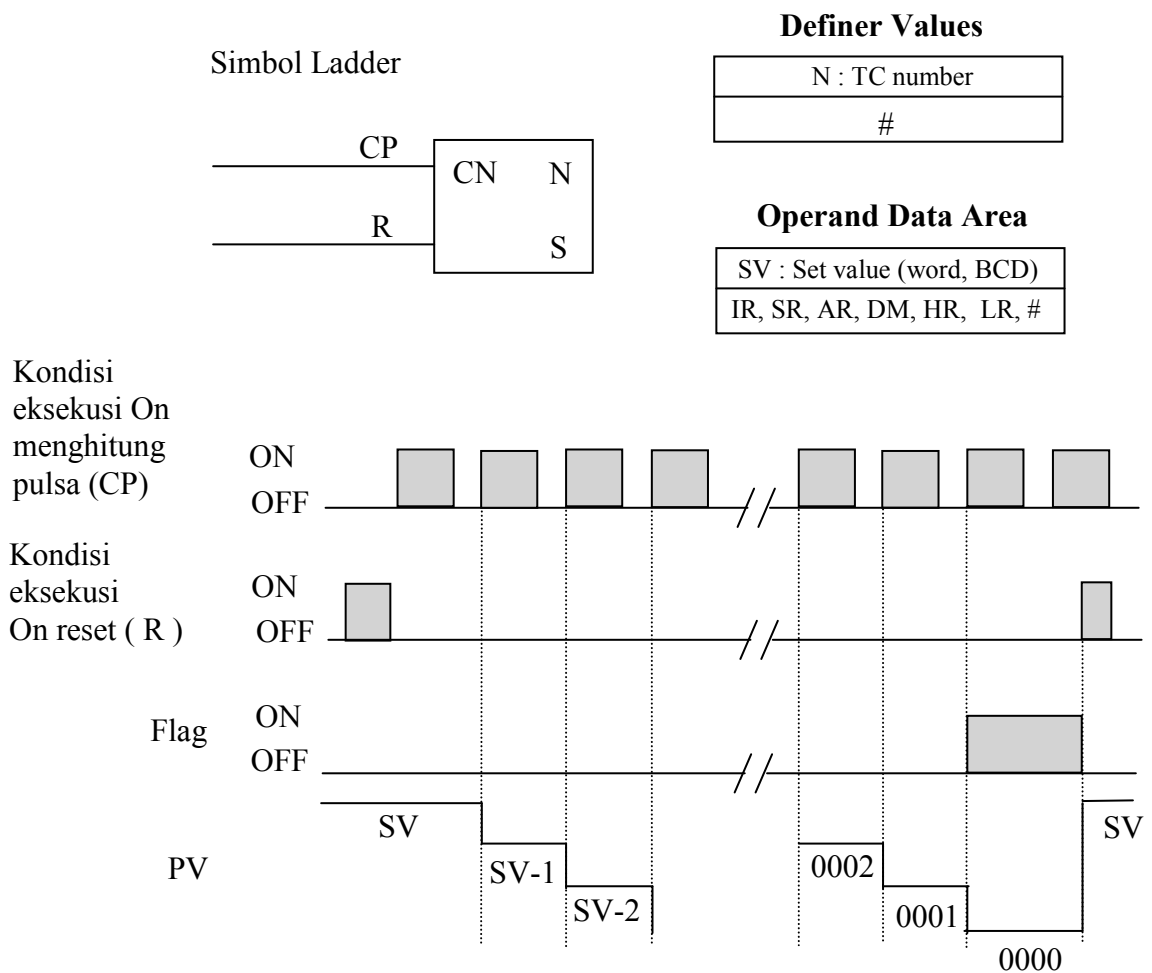 Definer Values
Simbol Ladder
N : TC number
#
CP
CN N
R
S
Operand Data Area
SV : Set value (word, BCD)
IR, SR, AR, DM, HR, LR, #
Kondisi
eksekusi On
menghitung
pulsa (CP)
ON
OFF
Kondisi
eksekusi
On reset ( R )
ON
OFF
Flag
ON
OFF
PV
SV
SV-1
SV-2
0002
0001
0000
SV